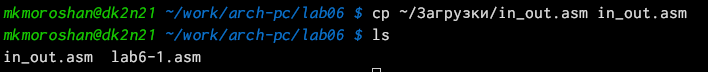 mkmoroshan@dk2n21 ~/work/arch-pc/lab06 $ cp ~/Загрузки/in_out.asm in_out.asm
mkmoroshan@dk2n21 ~/work/arch-pc/lab06 $ ls
in_out.asm  lab6-1.asm